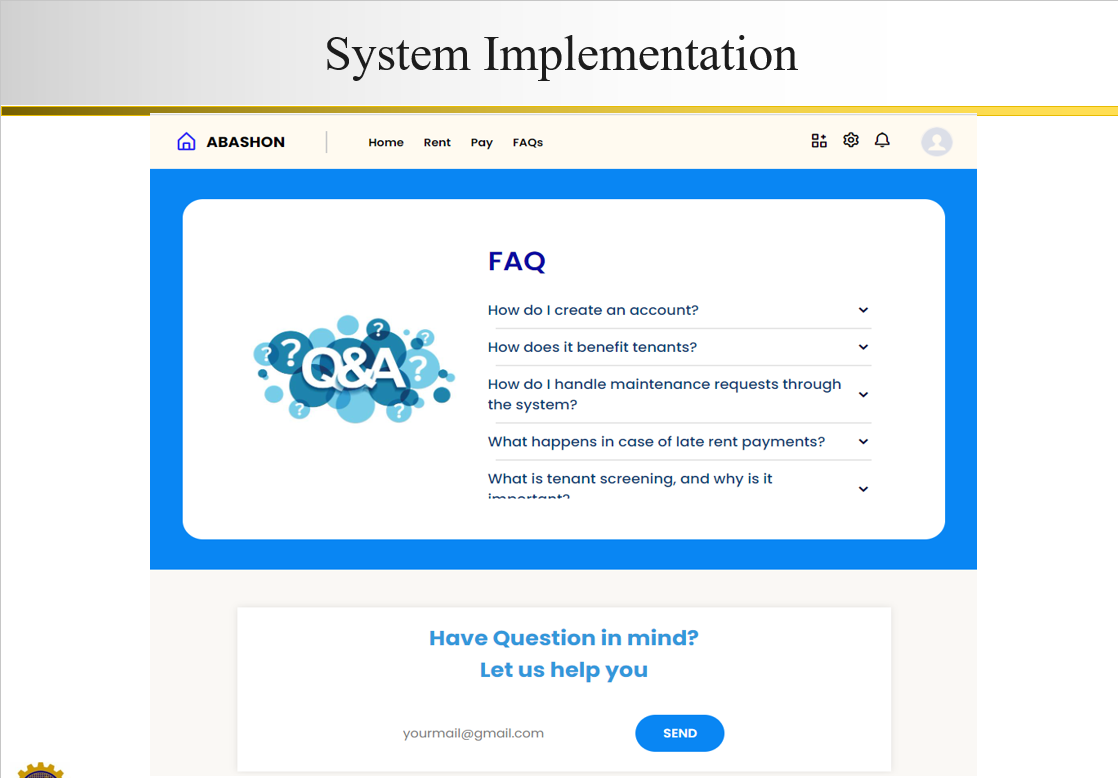 System Implementation
ABASHON
Home Rent Pay FAQs
FAQ
How do I create an account?
How does it benefit tenants?
How do I handle maintenance requests through
the system?
What happens in case of late rent payments?
What is tenant screening, and why is it
important?
? ? ? ? ? ? ?
Q&A
Have Question in mind?
Let us help you
yourmail@gmail.com
SEND